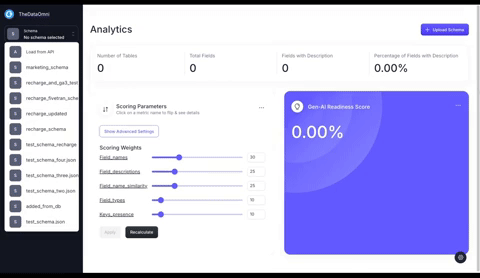 TheDataOmni
Schema
No schema selected
S
Load from API
marketing_schema
recharge_and_ga3_test
recharge_fivetran_sche
recharge_updated
recharge_schema
test_schema_recharge
test_schema_four.json
test_schema_three.json
test_schema_two.json
added_from_db
test_schema.json
Analytics
Upload Schema
Number of Tables
0
Total Fields
0
Fields with Description
0
Percentage of Fields with Description
0.00%
Scoring Parameters
Click on a metric name to flip & see details
Show Advanced Settings
Scoring Weights
Field_names
30
Field_descriptions
25
Field_name_similarity
25
Field_types
10
Keys_presence
10
Apply
Recalculate
Gen-AI Readiness Score
0.00%